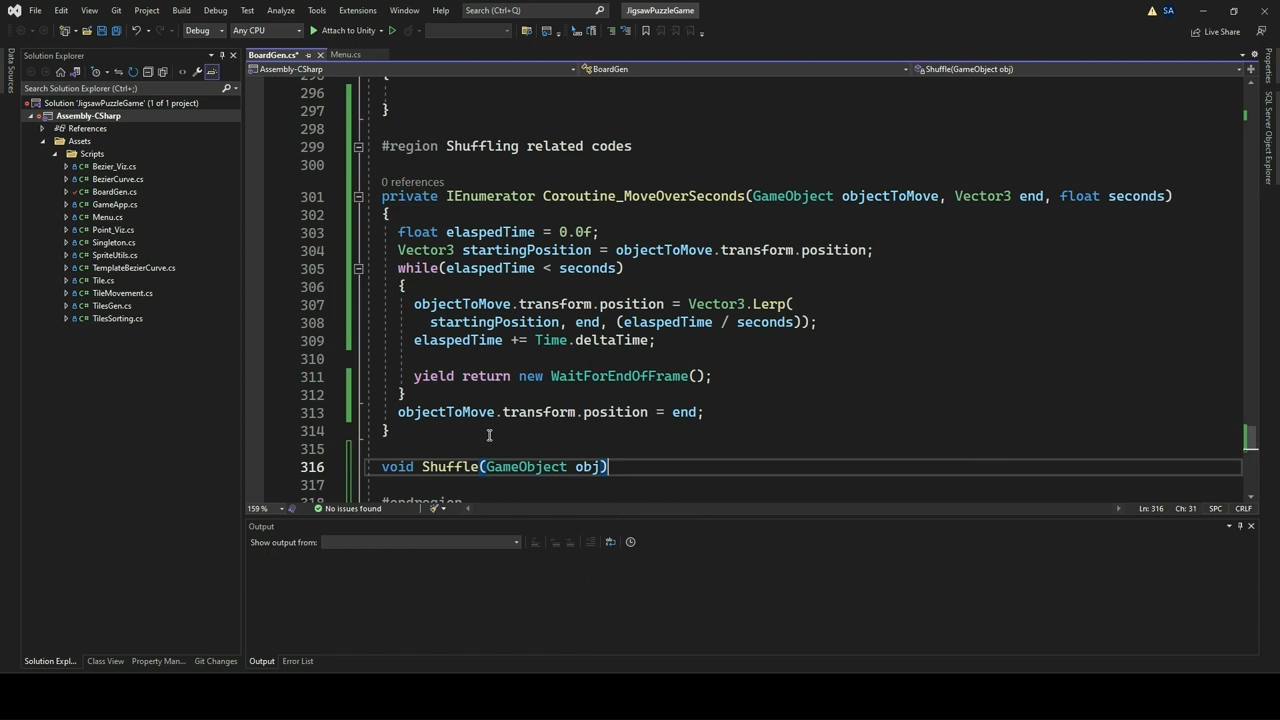 File Edit View Git Project Build Debug Test Analyze Tools Extensions Window Help Search (Ctrl+Q) JigsawPuzzleGame SA
Debug Any CPU Attach to Unity Live Share
Data Sources
Solution Explorer
Search Solution Explorer (Ctrl+;)
Solution 'JigsawPuzzleGame' (1 of 1 project)
Assembly-CSharp
References
Assets
Scripts
Bezier_Viz.cs
BezierCurve.cs
BoardGen.cs
GameApp.cs
Menu.cs
Point_Viz.cs
Singleton.cs
SpriteUtils.cs
TemplateBezierCurve.cs
Tile.cs
TileMovement.cs
TilesGen.cs
TilesSorting.cs
Solution Expl... Class View Property Man... Git Changes
BoardGen.cs* Menu.cs
Assembly-CSharp BoardGen Shuffle(GameObject obj)
296
297 }
298
299 #region Shuffling related codes
300
0 references
301 private IEnumerator Coroutine_MoveOverSeconds(GameObject objectToMove, Vector3 end, float seconds)
302 {
303 float elaspedTime = 0.0f;
304 Vector3 startingPosition = objectToMove.transform.position;
305 while(elaspedTime < seconds)
306 {
307 objectToMove.transform.position = Vector3.Lerp(
308 startingPosition, end, (elaspedTime / seconds));
309 elaspedTime += Time.deltaTime;
310
311 yield return new WaitForEndOfFrame();
312 }
313 objectToMove.transform.position = end;
314 }
315
316 void Shuffle(GameObject obj)
317
318 #endregion
159 % No issues found Ln: 316 Ch: 31 SPC CRLF
Output
Show output from:
Output Error List
Properties
SQL Server Object Explorer